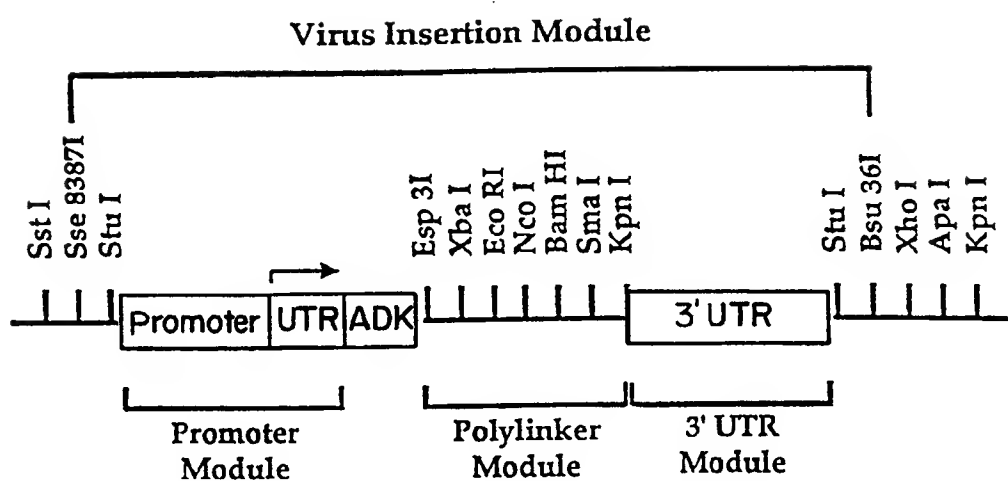 Virus Insertion Module
Sst I
Sse 8387I
Stu I
Esp 3I
Xba I
Eco RI
Nco I
Bam HI
Sma I
Kpn I
Stu I
Bsu 36I
Xho I
Apa I
Kpn I
Promoter UTR ADK 3' UTR
Promoter
Module
Polylinker
Module
3' UTR
Module